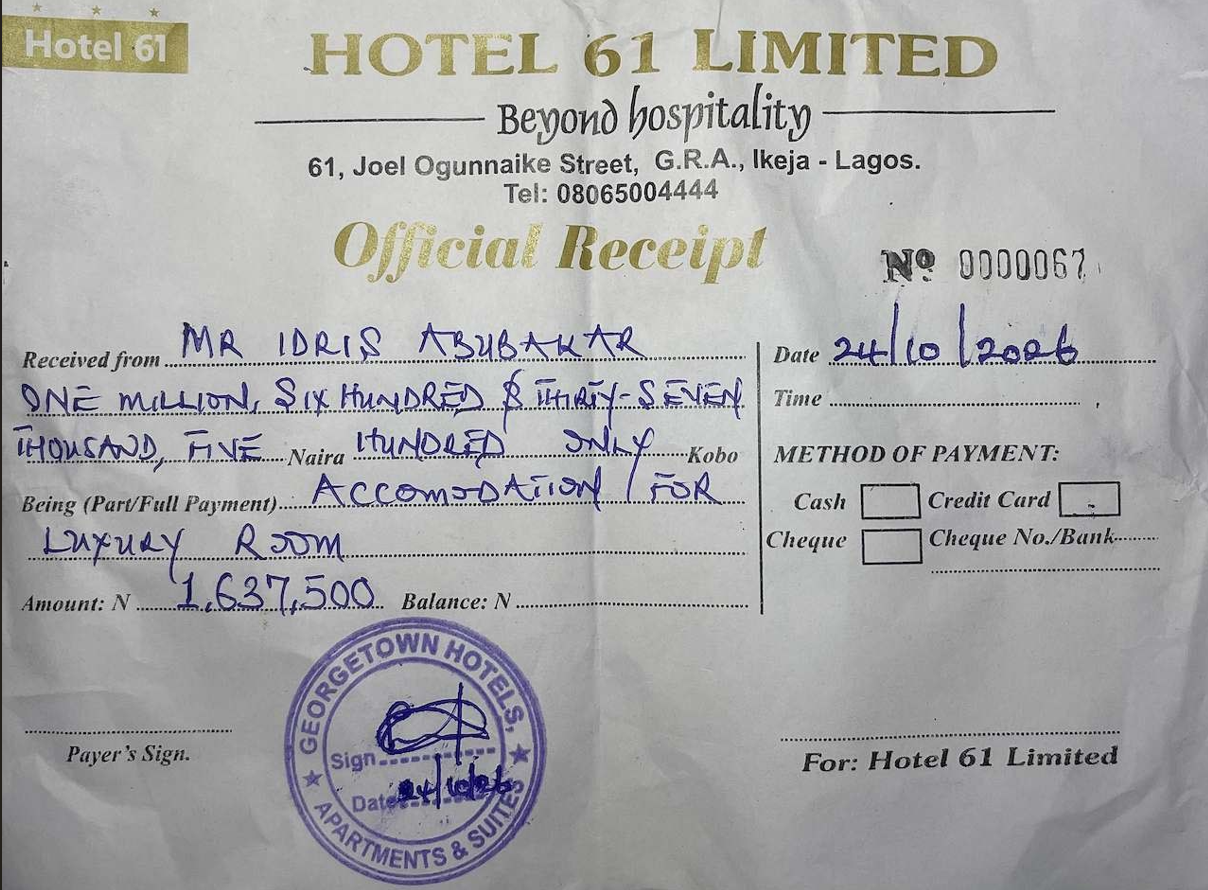 Hotel 61
HOTEL 61 LIMITED
Beyond hospitality
61, Joel Ogunnaike Street, G.R.A., Ikeja - Lagos.
Tel: 08065004444
Official Receipt
Nº 0000067
Received from MR IDRIS ABUBAKAR
ONE MILLION, SIX HUNDRED & THIRTY-SEVEN
THOUSAND, FIVE Naira HUNDRED ONLY Kobo
Being (Part/Full Payment) ACCOMODATION FOR
LUXURY ROOM
Amount: N 1,637,500 Balance: N
Date 24/10/2026
Time
METHOD OF PAYMENT:
Cash Credit Card
Cheque Cheque No./Bank
GEORGETOWN HOTELS,
Sign
Date 24/10/26
APARTMENTS & SUITES
Payer's Sign.
For: Hotel 61 Limited